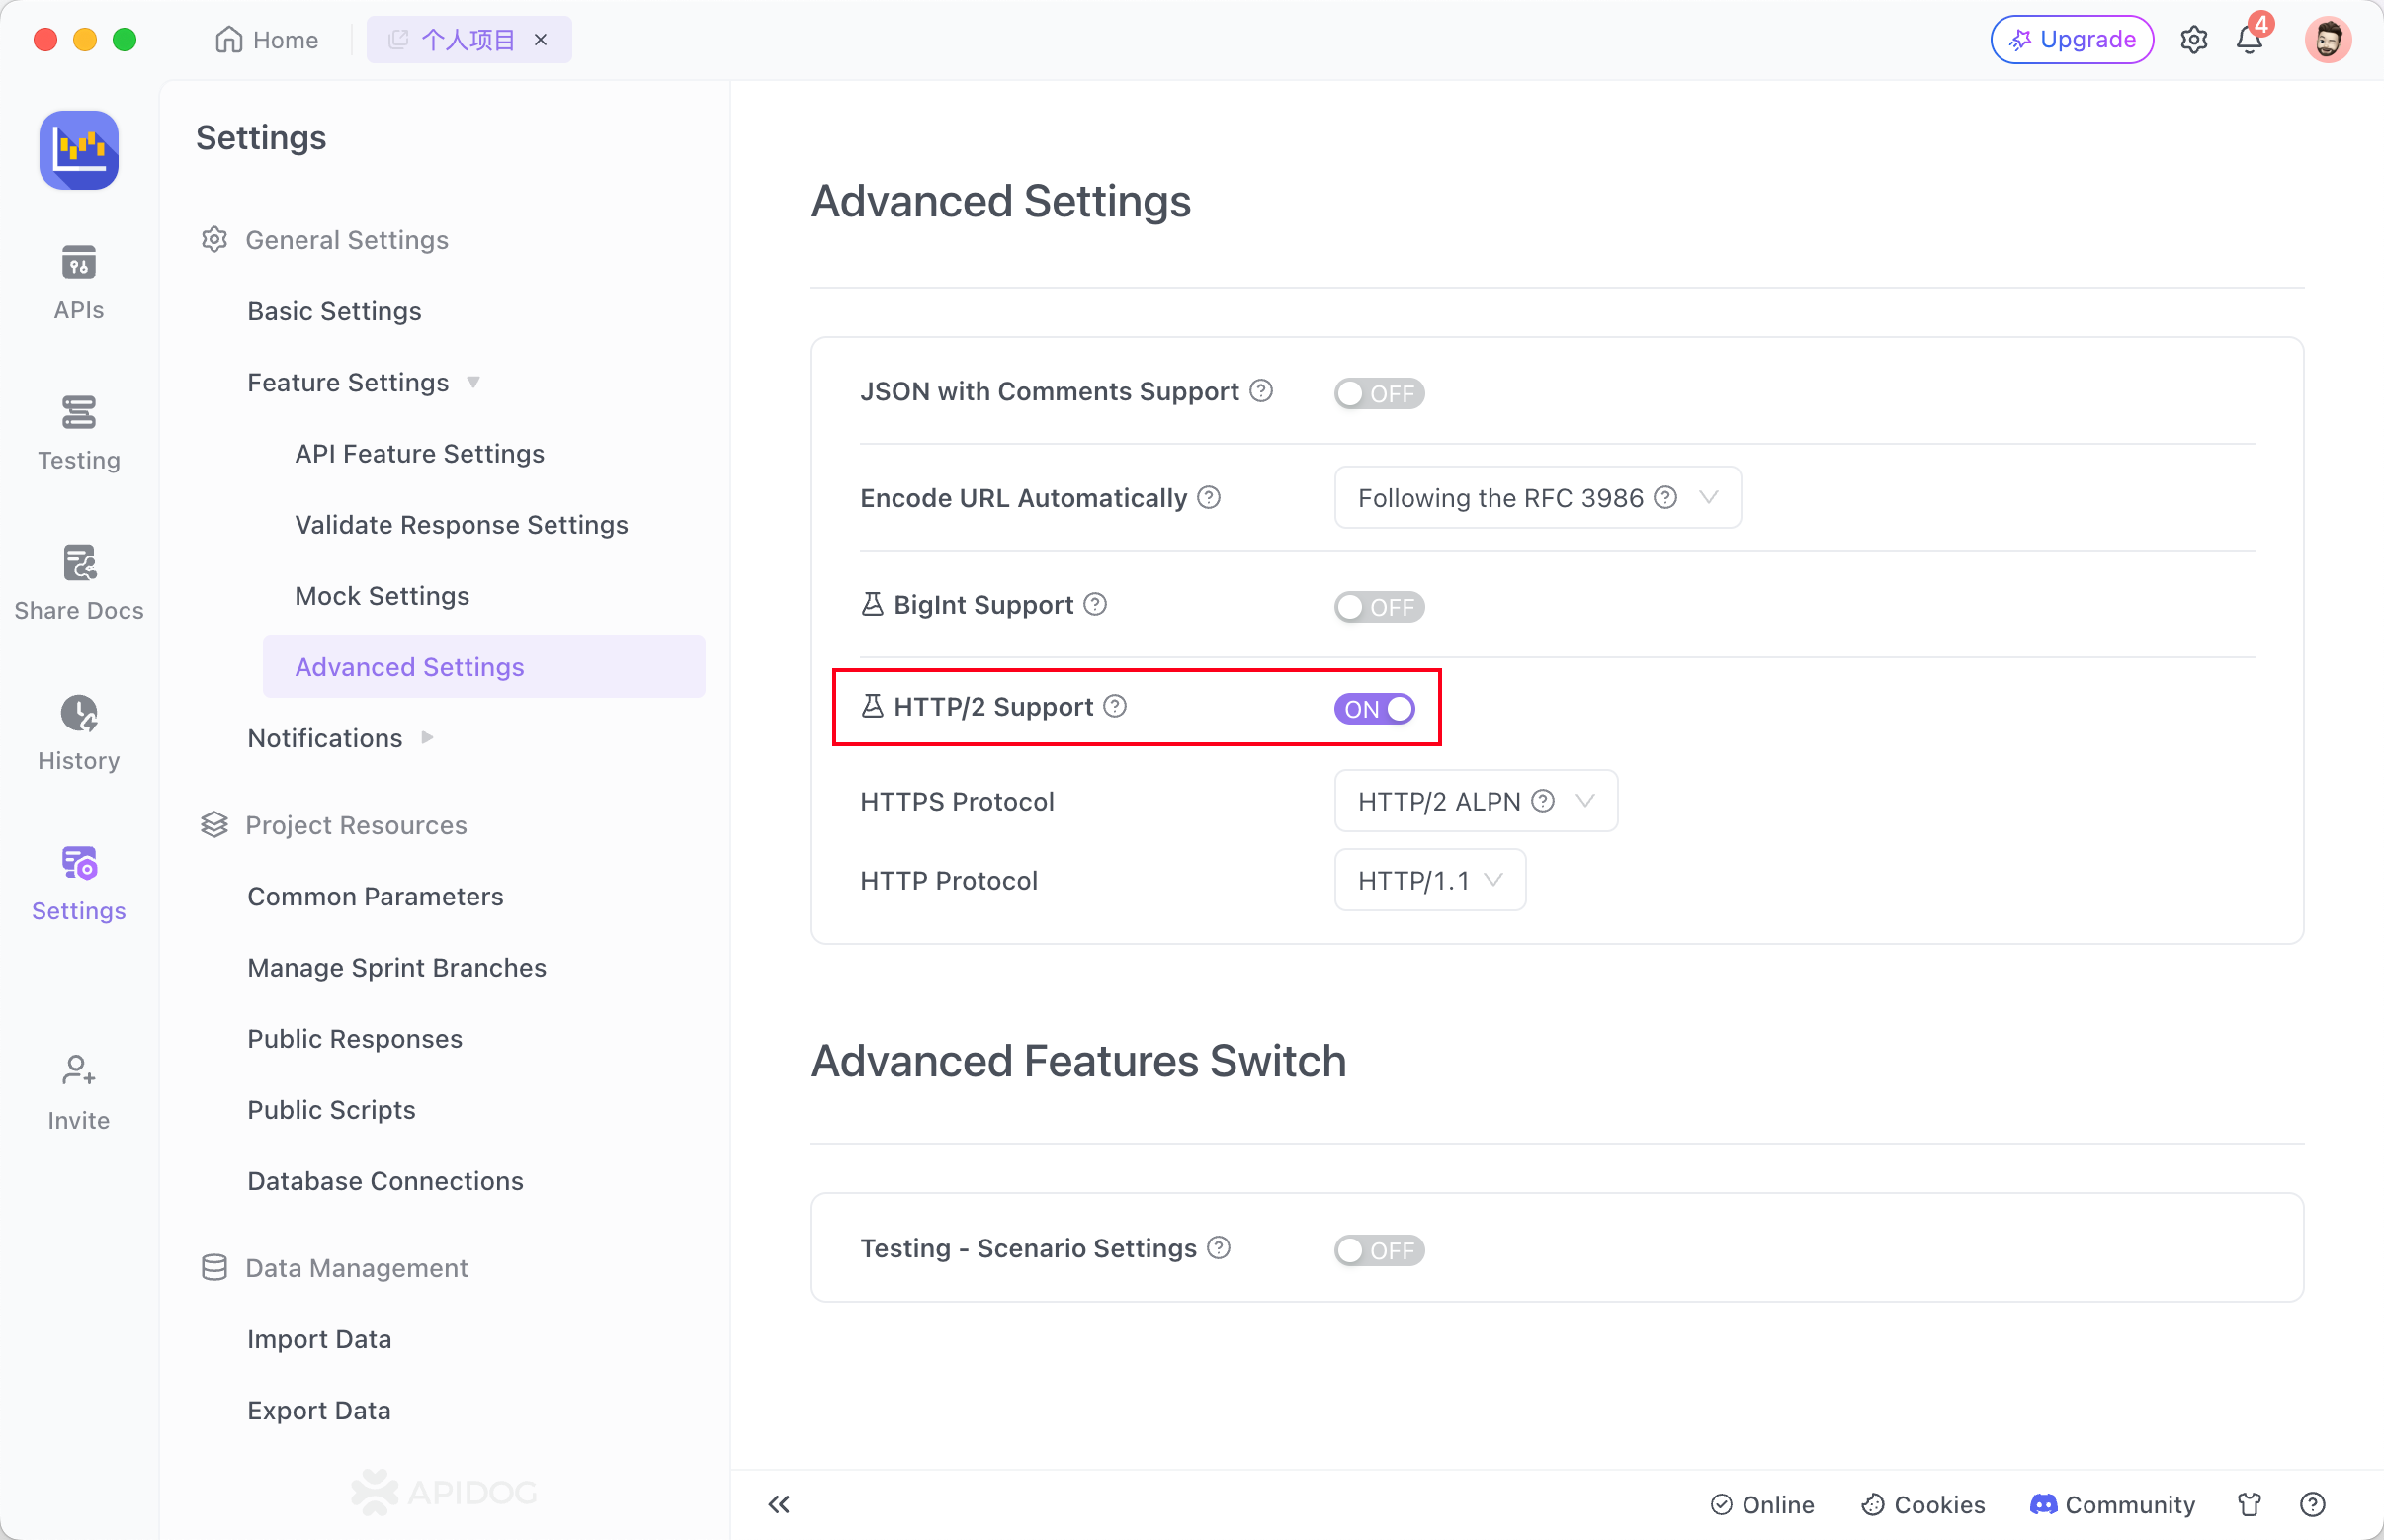 Home
个人项目
Upgrade
4
APIs
Testing
Share Docs
History
Settings
Invite
Settings
General Settings
Basic Settings
Feature Settings
API Feature Settings
Validate Response Settings
Mock Settings
Advanced Settings
Notifications
Project Resources
Common Parameters
Manage Sprint Branches
Public Responses
Public Scripts
Database Connections
Data Management
Import Data
Export Data
APIDOG
Advanced Settings
JSON with Comments Support OFF
Encode URL Automatically Following the RFC 3986
BigInt Support OFF
HTTP/2 Support ON
HTTPS Protocol HTTP/2 ALPN
HTTP Protocol HTTP/1.1
Advanced Features Switch
Testing - Scenario Settings OFF
Online Cookies Community